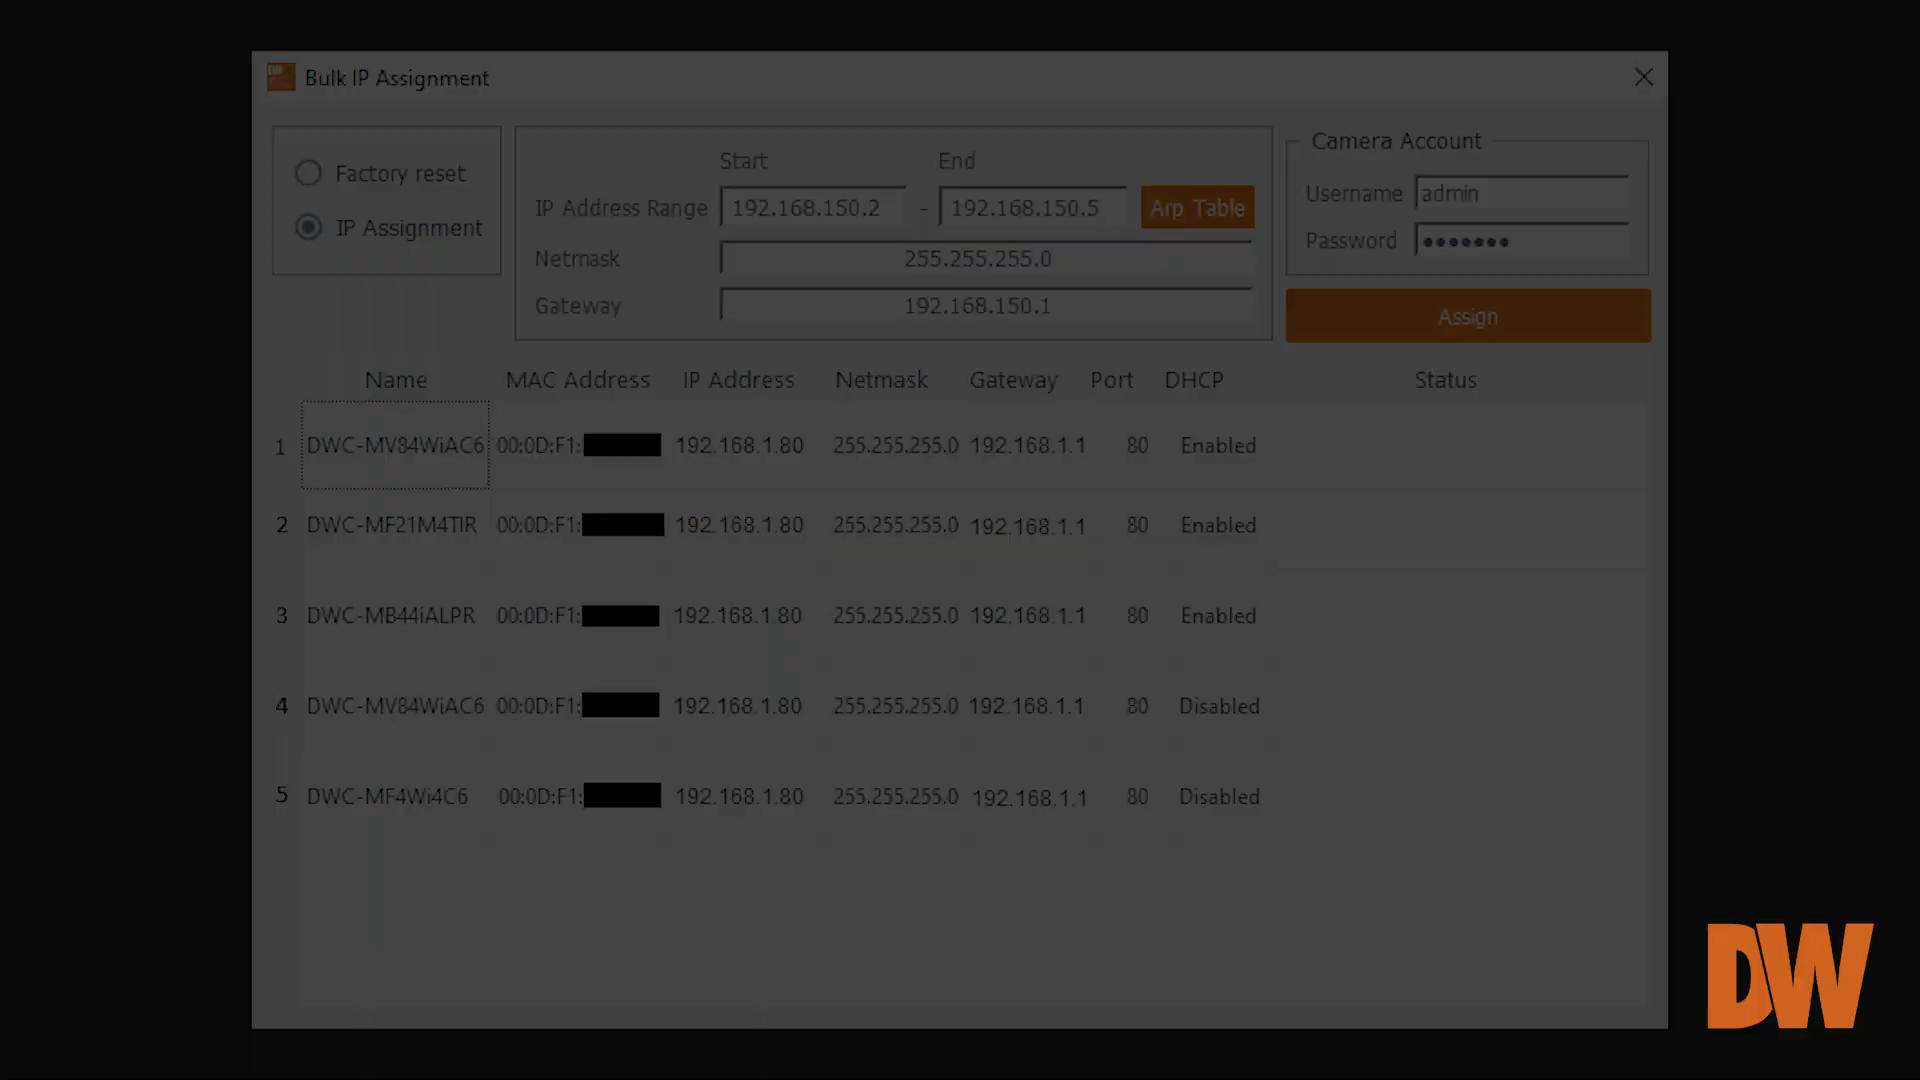 Bulk IP Assignment
Factory reset
IP Assignment
Start End
IP Address Range 192.168.150.2 - 192.168.150.5 Arp Table
Netmask 255.255.255.0
Gateway 192.168.150.1
Camera Account
Username admin
Password •••••••
Assign
Name MAC Address IP Address Netmask Gateway Port DHCP Status
1 DWC-MV84WiAC6 00:0D:F1: 192.168.1.80 255.255.255.0 192.168.1.1 80 Enabled
2 DWC-MF21M4TIR 00:0D:F1: 192.168.1.80 255.255.255.0 192.168.1.1 80 Enabled
3 DWC-MB44iALPR 00:0D:F1: 192.168.1.80 255.255.255.0 192.168.1.1 80 Enabled
4 DWC-MV84WiAC6 00:0D:F1: 192.168.1.80 255.255.255.0 192.168.1.1 80 Disabled
5 DWC-MF4Wi4C6 00:0D:F1: 192.168.1.80 255.255.255.0 192.168.1.1 80 Disabled
DW